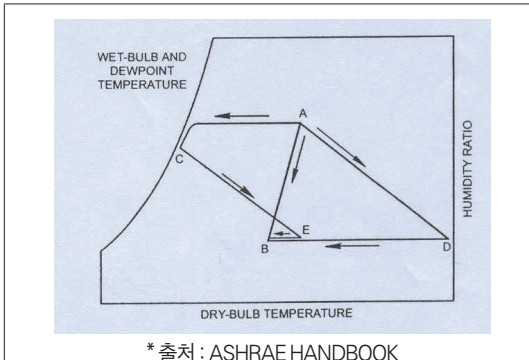 WET-BULB AND
DEWPOINT
TEMPERATURE
A
C
HUMIDITY RATIO
E
B
D
DRY-BULB TEMPERATURE
* 출처 : ASHRAE HANDBOOK